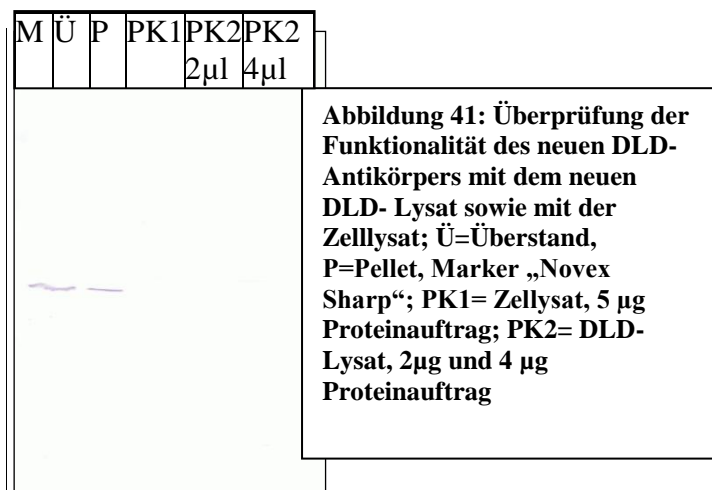 M Ü P PK1 PK2 PK2
2µl 4µl
Abbildung 41: Überprüfung der
Funktionalität des neuen DLD-
Antikörpers mit dem neuen
DLD- Lysat sowie mit der
Zelllysat; Ü=Überstand,
P=Pellet, Marker „Novex
Sharp“; PK1= Zellysat, 5 µg
Proteinauftrag; PK2= DLD-
Lysat, 2µg und 4 µg
Proteinauftrag